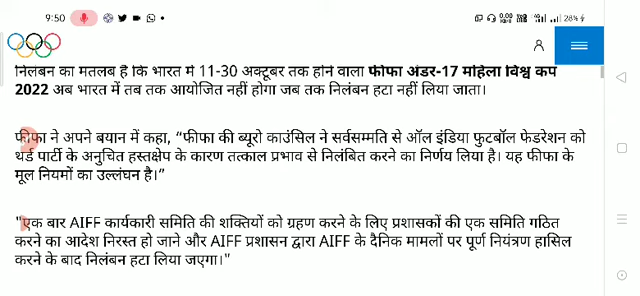 9:50
28%
निलंबन का मतलब है कि भारत में 11-30 अक्टूबर तक होने वाला फीफा अंडर-17 महिला विश्व कप
2022 अब भारत में तब तक आयोजित नहीं होगा जब तक निलंबन हटा नहीं लिया जाता।
फीफा ने अपने बयान में कहा, “फीफा की ब्यूरो काउंसिल ने सर्वसम्मति से ऑल इंडिया फुटबॉल फेडरेशन को
थर्ड पार्टी के अनुचित हस्तक्षेप के कारण तत्काल प्रभाव से निलंबित करने का निर्णय लिया है। यह फीफा के
मूल नियमों का उल्लंघन है।”
"एक बार AIFF कार्यकारी समिति की शक्तियों को ग्रहण करने के लिए प्रशासकों की एक समिति गठित
करने का आदेश निरस्त हो जाने और AIFF प्रशासन द्वारा AIFF के दैनिक मामलों पर पूर्ण नियंत्रण हासिल
करने के बाद निलंबन हटा लिया जएगा।"